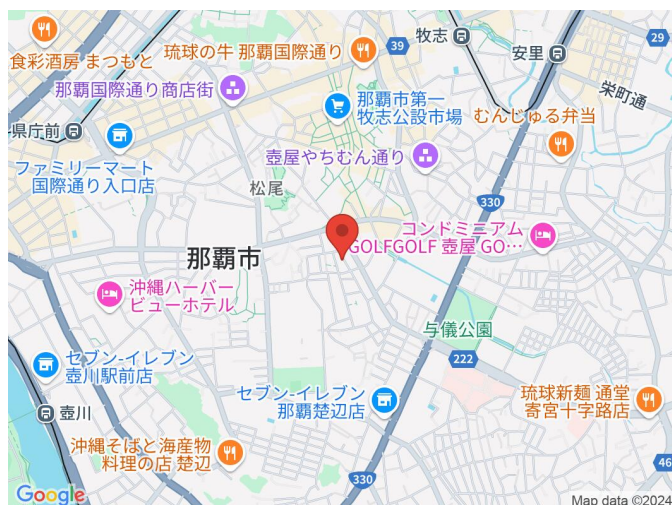 牧志
29
39
安里
琉球の牛 那覇国際通り
食彩酒房 まつもと
栄町通
那覇国際通り商店街
那覇市第一
牧志公設市場
むんじゅる弁当
県庁前
壺屋やちむん通り
ファミリーマート
国際通り入口店
松尾
330
コンドミニアム
GOLFGOLF 壺屋 GO…
那覇市
沖縄ハーバー
ビューホテル
330
与儀公園
セブン-イレブン
壺川駅前店
222
セブン-イレブン
那覇楚辺店
琉球新麺 通堂
寄宮十字路店
壺川
沖縄そばと海産物
料理の店 楚辺
46
330
Google
Map data ©2024